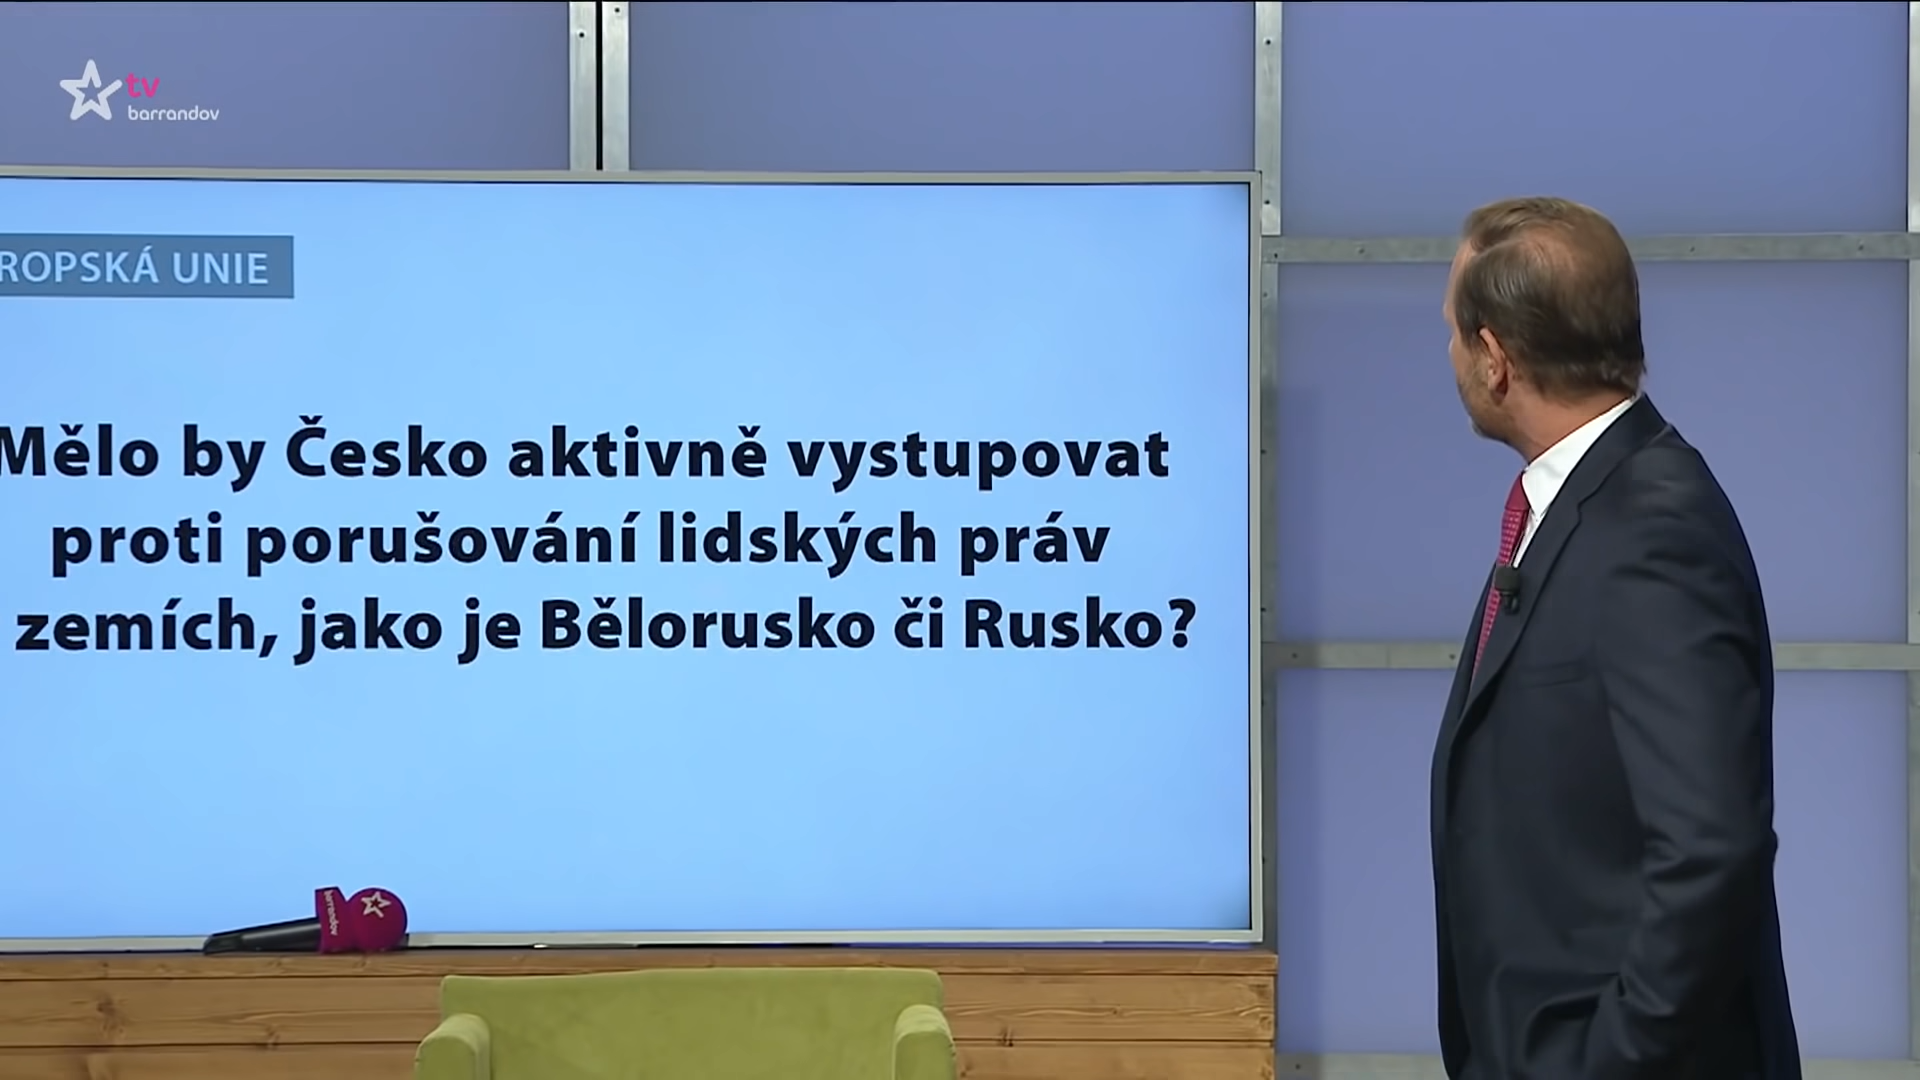 tv
barrandov
ROPSKÁ UNIE
Mělo by Česko aktivně vystupovat
proti porušování lidských práv
zemích, jako je Bělorusko či Rusko?
barrandov